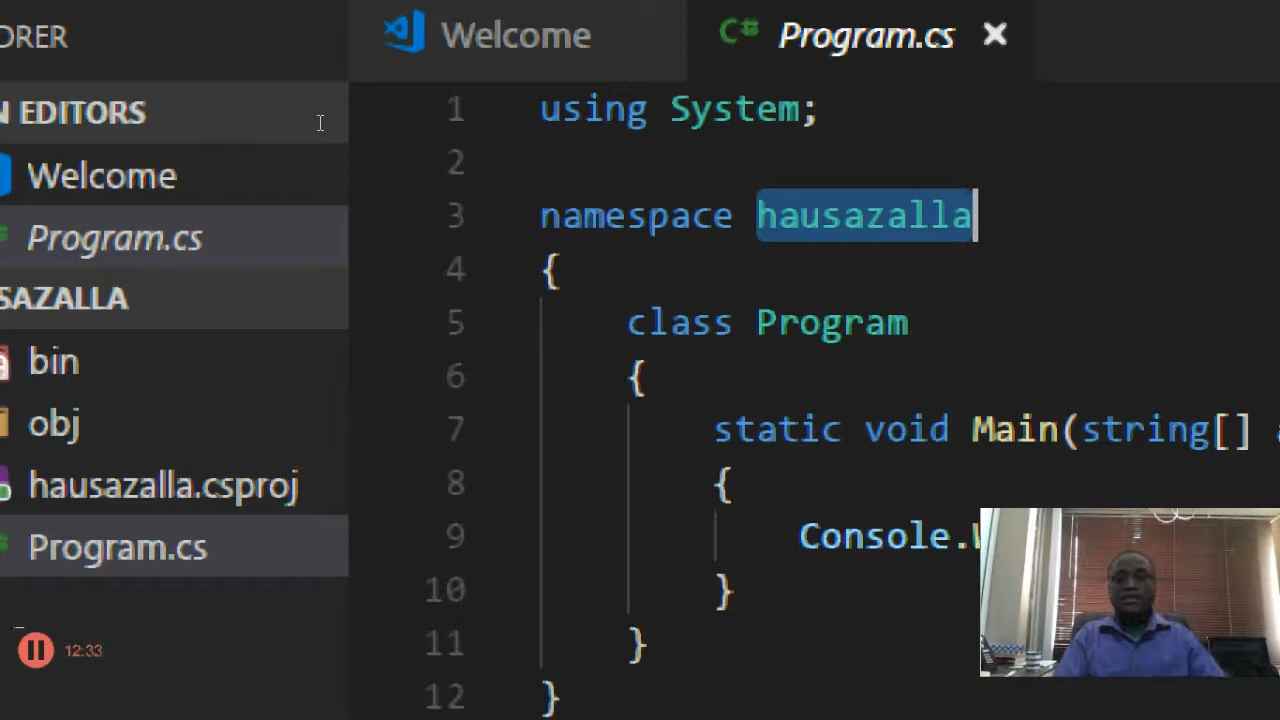 ORER
N EDITORS
Welcome
Program.cs
SAZALLA
bin
obj
hausazalla.csproj
Program.cs
12:33
Welcome
Program.cs
1 using System;
2
3 namespace hausazalla
4 {
5 class Program
6 {
7 static void Main(string[]
8 {
9 Console.
10 }
11 }
12 }